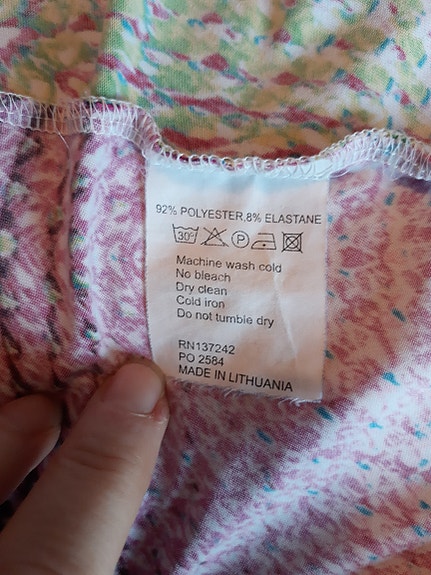 92% POLYESTER,8% ELASTANE
30° P
Machine wash cold
No bleach
Dry clean
Cold iron
Do not tumble dry
RN137242
PO 2584
MADE IN LITHUANIA